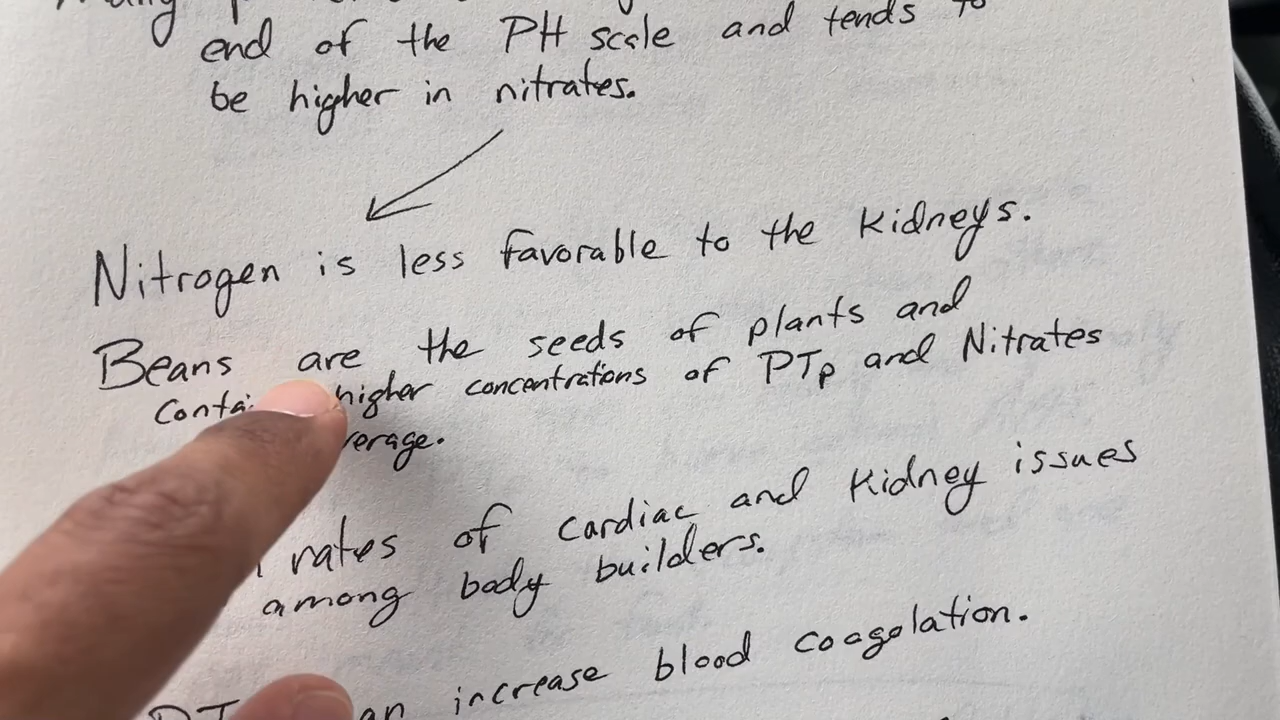 end of the PH scale and tends to
be higher in nitrates.
Nitrogen is less favorable to the kidneys.
Beans are the seeds of plants and
higher concentrations of PTp and Nitrates
rates of cardiac and kidney issues
among body builders.
increase blood coagolation.